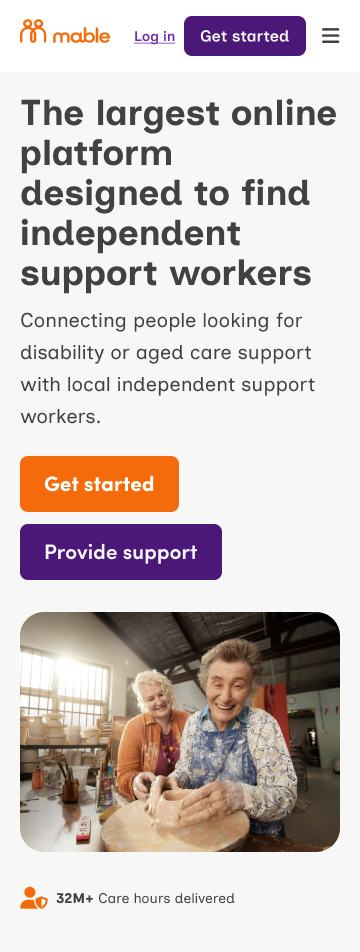 mable
Log in
Get started
The largest online
platform
designed to find
independent
support workers
Connecting people looking for
disability or aged care support
with local independent support
workers.
Get started
Provide support
32M+ Care hours delivered